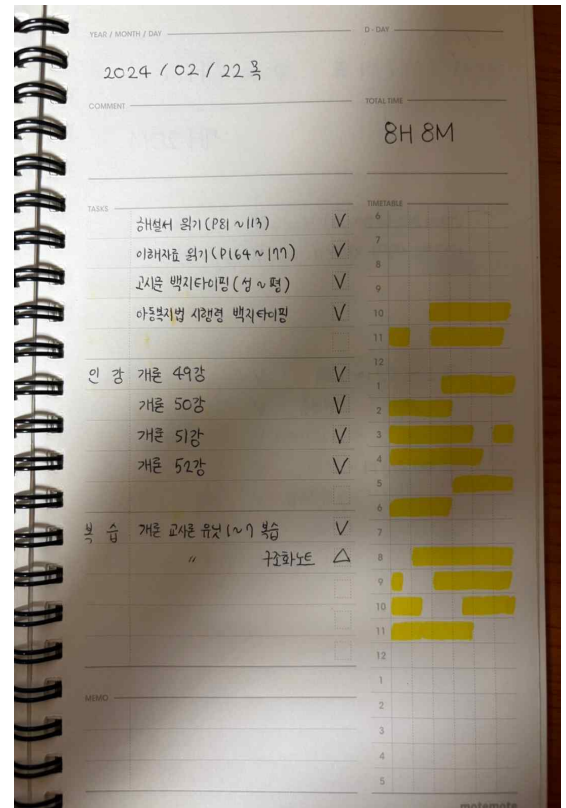 YEAR / MONTH / DAY
D - DAY
2024 / 02 / 22 목
COMMENT
TOTAL TIME
8H 8M
TASKS
해설서 읽기 (P81 ~ 113) V
이해자료 읽기 (P164 ~ 177) V
고시문 백지타이핑 (성 ~ 평) V
아동복지법 시행령 백지타이핑 V
인 강 개론 49강 V
개론 50강 V
개론 51강 V
개론 52강 V
복 습 개론 교사론 유닛 1 ~ 7 복습 V
" 구조화노트 △
MEMO
TIMETABLE
6
7
8
9
10
11
12
1
2
3
4
5
6
7
8
9
10
11
12
1
2
3
4
5
motemote